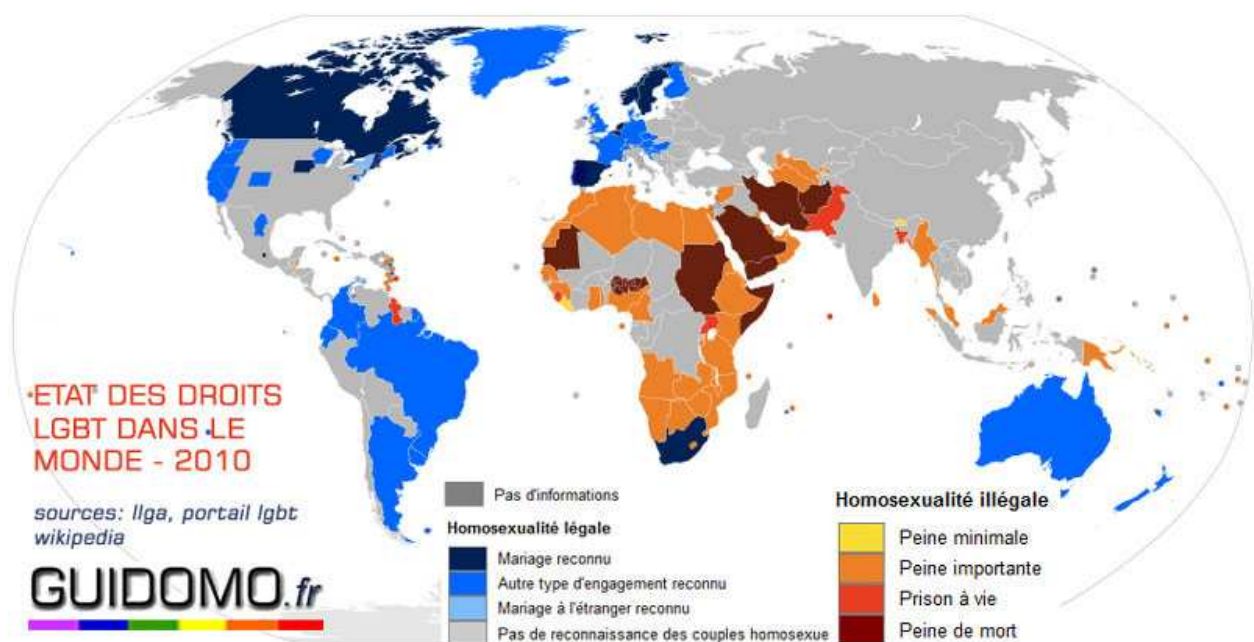 ETAT DES DROITS
LGBT DANS LE
MONDE - 2010
sources: Ilga, portail lgbt
wikipedia
GUIDOMO.fr
Pas d'informations
Homosexualité légale
Mariage reconnu
Autre type d'engagement reconnu
Mariage à l'étranger reconnu
Pas de reconnaissance des couples homosexue
Homosexualité illégale
Peine minimale
Peine importante
Prison à vie
Peine de mort